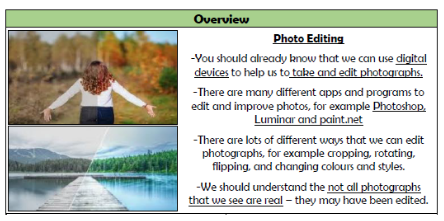 Overview
Photo Editing
-You should already know that we can use digital
devices to help us to take and edit photographs.
-There are many different apps and programs to
edit and improve photos, for example Photoshop,
Luminar and paint.net
-There are lots of different ways that we can edit
photographs, for example cropping, rotating,
flipping, and changing colours and styles.
-We should understand the not all photographs
that we see are real – they may have been edited.